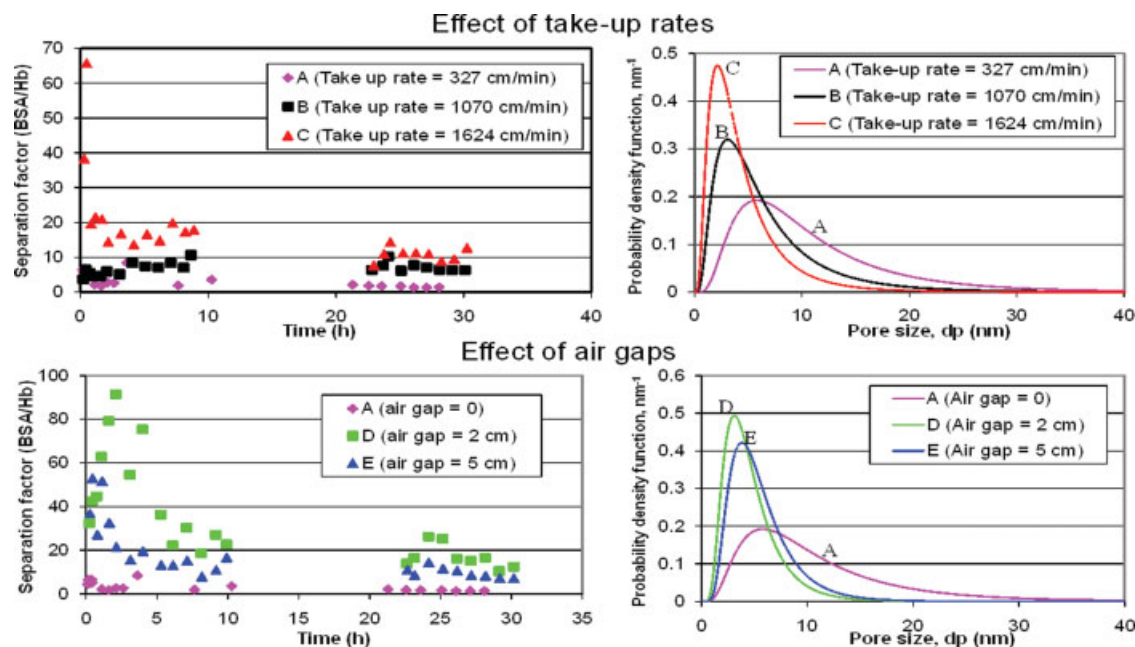 Effect of take-up rates
Separation factor (BSA/Hb)
70
60
50
40
30
20
10
0
A (Take up rate = 327 cm/min)
B (Take up rate = 1070 cm/min)
C (Take up rate = 1624 cm/min)
0 10 20 30 40
Time (h)
Probability density function, nm-1
0.5
0.4
0.3
0.2
0.1
0
C
B
A
A (Take-up rate = 327 cm/min)
B (Take-up rate = 1070 cm/min)
C (Take-up rate = 1624 cm/min)
0 10 20 30 40
Pore size, dp (nm)
Effect of air gaps
Separation factor (BSA/Hb)
100
80
60
40
20
0
A (air gap = 0)
D (air gap = 2 cm)
E (air gap = 5 cm)
0 5 10 15 20 25 30 35
Time (h)
Probability density function, nm-1
0.6
0.5
0.4
0.3
0.2
0.1
0
D
E
A
A (Air gap = 0)
D (Air gap = 2 cm)
E (Air gap = 5 cm)
0 10 20 30 40
Pore size, dp (nm)